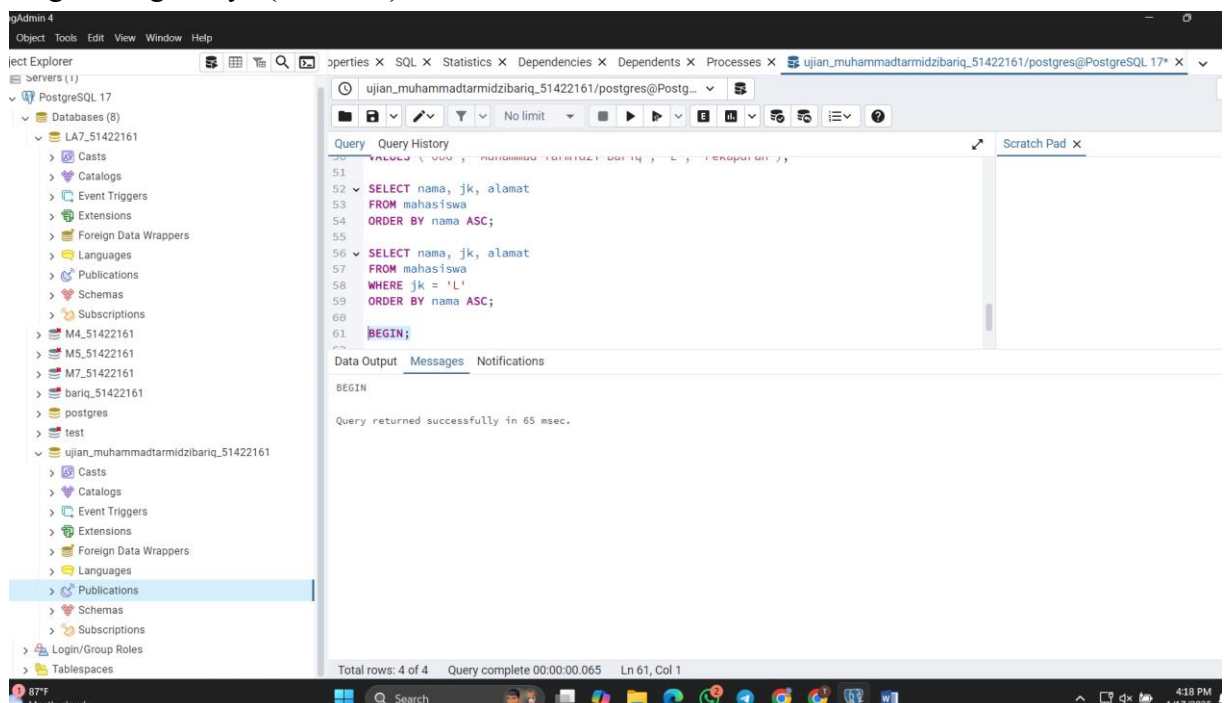 gAdmin 4
Object Tools Edit View Window Help
ject Explorer
operties X SQL X Statistics X Dependencies X Dependents X Processes X ujian_muhammadtarmidzibariq_51422161/postgres@PostgreSQL 17* X
Servers (1)
PostgreSQL 17
Databases (8)
LA7_51422161
Casts
Catalogs
Event Triggers
Extensions
Foreign Data Wrappers
Languages
Publications
Schemas
Subscriptions
M4_51422161
M5_51422161
M7_51422161
bariq_51422161
postgres
test
ujian_muhammadtarmidzibariq_51422161
Casts
Catalogs
Event Triggers
Extensions
Foreign Data Wrappers
Languages
Publications
Schemas
Subscriptions
Login/Group Roles
Tablespaces
ujian_muhammadtarmidzibariq_51422161/postgres@Postg...
No limit
Query Query History
Scratch Pad X
51
52 SELECT nama, jk, alamat
53 FROM mahasiswa
54 ORDER BY nama ASC;
55
56 SELECT nama, jk, alamat
57 FROM mahasiswa
58 WHERE jk = 'L'
59 ORDER BY nama ASC;
60
61 BEGIN;
Data Output Messages Notifications
BEGIN
Query returned successfully in 65 msec.
Total rows: 4 of 4 Query complete 00:00:00.065 Ln 61, Col 1
1 87°F
Search
4:18 PM